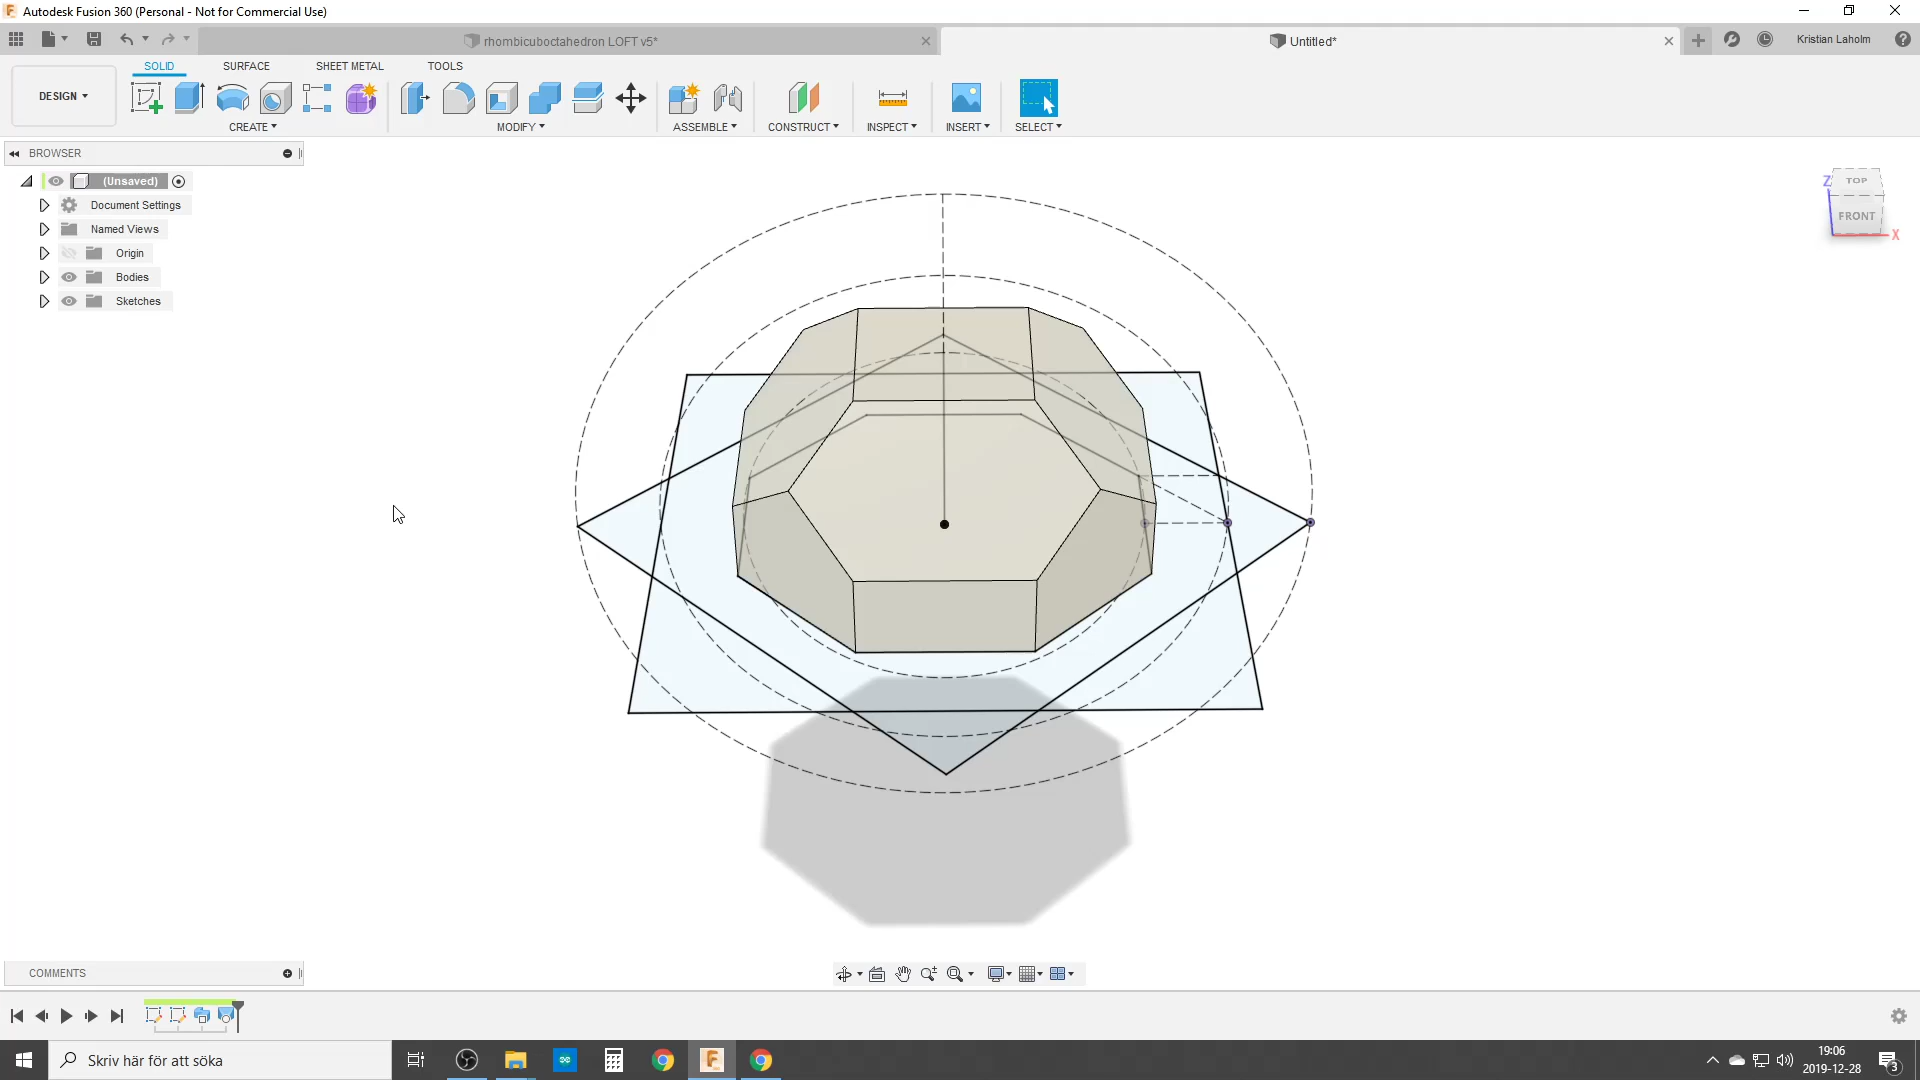 Autodesk Fusion 360 (Personal - Not for Commercial Use)
rhombicuboctahedron LOFT v5*
Untitled*
Kristian Laholm
SOLID SURFACE SHEET METAL TOOLS
DESIGN
CREATE MODIFY ASSEMBLE CONSTRUCT INSPECT INSERT SELECT
BROWSER
(Unsaved)
Document Settings
Named Views
Origin
Bodies
Sketches
Z TOP
FRONT
X
COMMENTS
Skriv här för att söka
19:06
2019-12-28
3